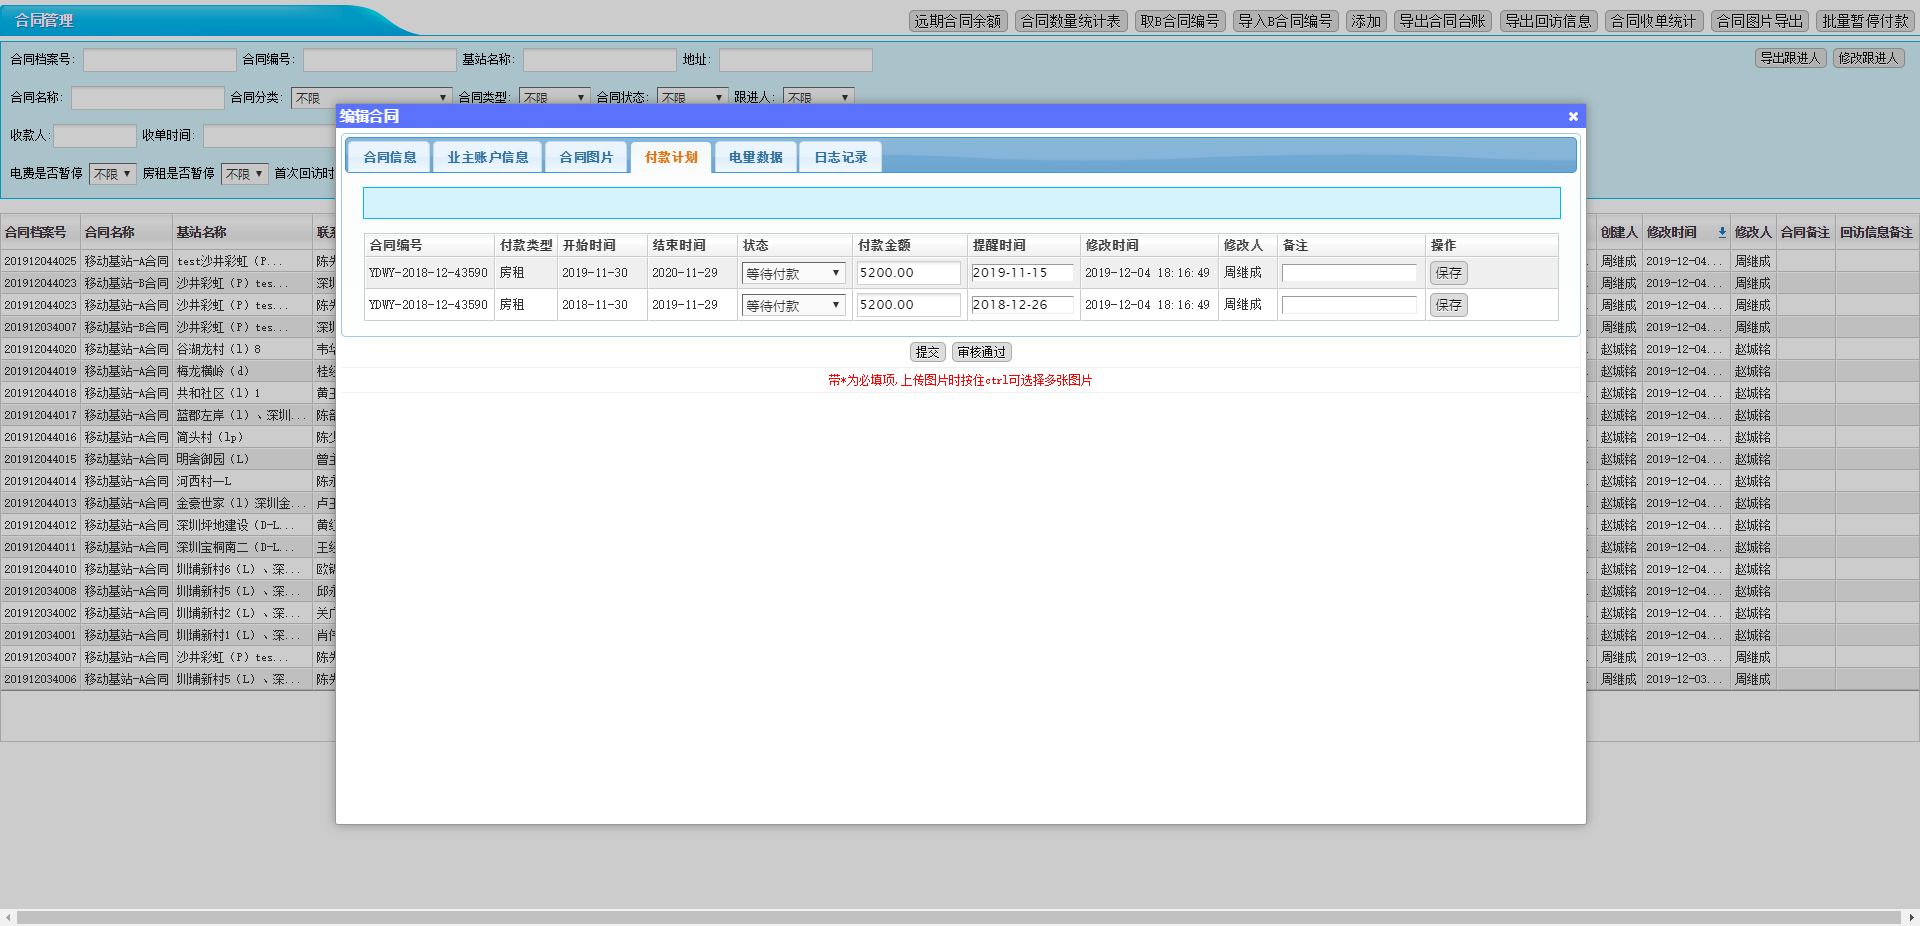 合同管理
远期合同余额 合同数量统计表 取B合同编号 导入B合同编号 添加 导出合同台账 导出回访信息 合同收单统计 合同图片导出 批量暂停付款
合同档案号: 合同编号: 基站名称: 地址: 导出跟进人 修改跟进人
合同名称: 合同分类: 不限 合同类型: 不限 合同状态: 不限 跟进人: 不限
收款人: 收单时间:
电费是否暂停 不限 房租是否暂停 不限 首次回访时
编辑合同
合同信息 业主账户信息 合同图片 付款计划 电量数据 日志记录
合同编号 付款类型 开始时间 结束时间 状态 付款金额 提醒时间 修改时间 修改人 备注 操作
YDWY-2018-12-43590 房租 2019-11-30 2020-11-29 等待付款 5200.00 2019-11-15 2019-12-04 18:16:49 周继成 保存
YDWY-2018-12-43590 房租 2018-11-30 2019-11-29 等待付款 5200.00 2018-12-26 2019-12-04 18:16:49 周继成 保存
提交 审核通过
带*为必填项,上传图片时按住ctrl可选择多张图片
合同档案号 合同名称 基站名称 联系 创建人 修改时间 修改人 合同备注 回访信息备注
201912044025 移动基站-A合同 test沙井彩虹（P... 陈先 周继成 2019-12-04... 周继成
201912044023 移动基站-B合同 沙井彩虹（P）tes... 深圳 周继成 2019-12-04... 周继成
201912044023 移动基站-A合同 沙井彩虹（P）tes... 陈先 周继成 2019-12-04... 周继成
201912034007 移动基站-B合同 沙井彩虹（P）tes... 深圳 周继成 2019-12-04... 周继成
201912044020 移动基站-A合同 谷湖龙村（l）8 韦华 赵城铭 2019-12-04... 赵城铭
201912044019 移动基站-A合同 梅龙横岭（d） 桂 赵城铭 2019-12-04... 赵城铭
201912044018 移动基站-A合同 共和社区（l）1 黄 赵城铭 2019-12-04... 赵城铭
201912044017 移动基站-A合同 蓝郡左岸（l）、深圳... 陈 赵城铭 2019-12-04... 赵城铭
201912044016 移动基站-A合同 简头村（lp） 陈 赵城铭 2019-12-04... 赵城铭
201912044015 移动基站-A合同 明舍御园（L） 曾 赵城铭 2019-12-04... 赵城铭
201912044014 移动基站-A合同 河西村—L 陈永 赵城铭 2019-12-04... 赵城铭
201912044013 移动基站-A合同 金豪世家（l）深圳金... 卢 赵城铭 2019-12-04... 赵城铭
201912044012 移动基站-A合同 深圳坪地建设（D-L... 黄 赵城铭 2019-12-04... 赵城铭
201912044011 移动基站-A合同 深圳宝桐南二（D-L... 王 赵城铭 2019-12-04... 赵城铭
201912044010 移动基站-A合同 圳埔新村6（L）、深... 欧 赵城铭 2019-12-04... 赵城铭
201912034008 移动基站-A合同 圳埔新村5（L）、深... 邱 赵城铭 2019-12-04... 赵城铭
201912034002 移动基站-A合同 圳埔新村2（L）、深... 关广 赵城铭 2019-12-04... 赵城铭
201912034001 移动基站-A合同 圳埔新村1（L）、深... 肖 赵城铭 2019-12-04... 赵城铭
201912034007 移动基站-A合同 沙井彩虹（P）tes... 陈先 周继成 2019-12-03... 周继成
201912034006 移动基站-A合同 圳埔新村5（L）、深... 陈先 周继成 2019-12-03... 周继成